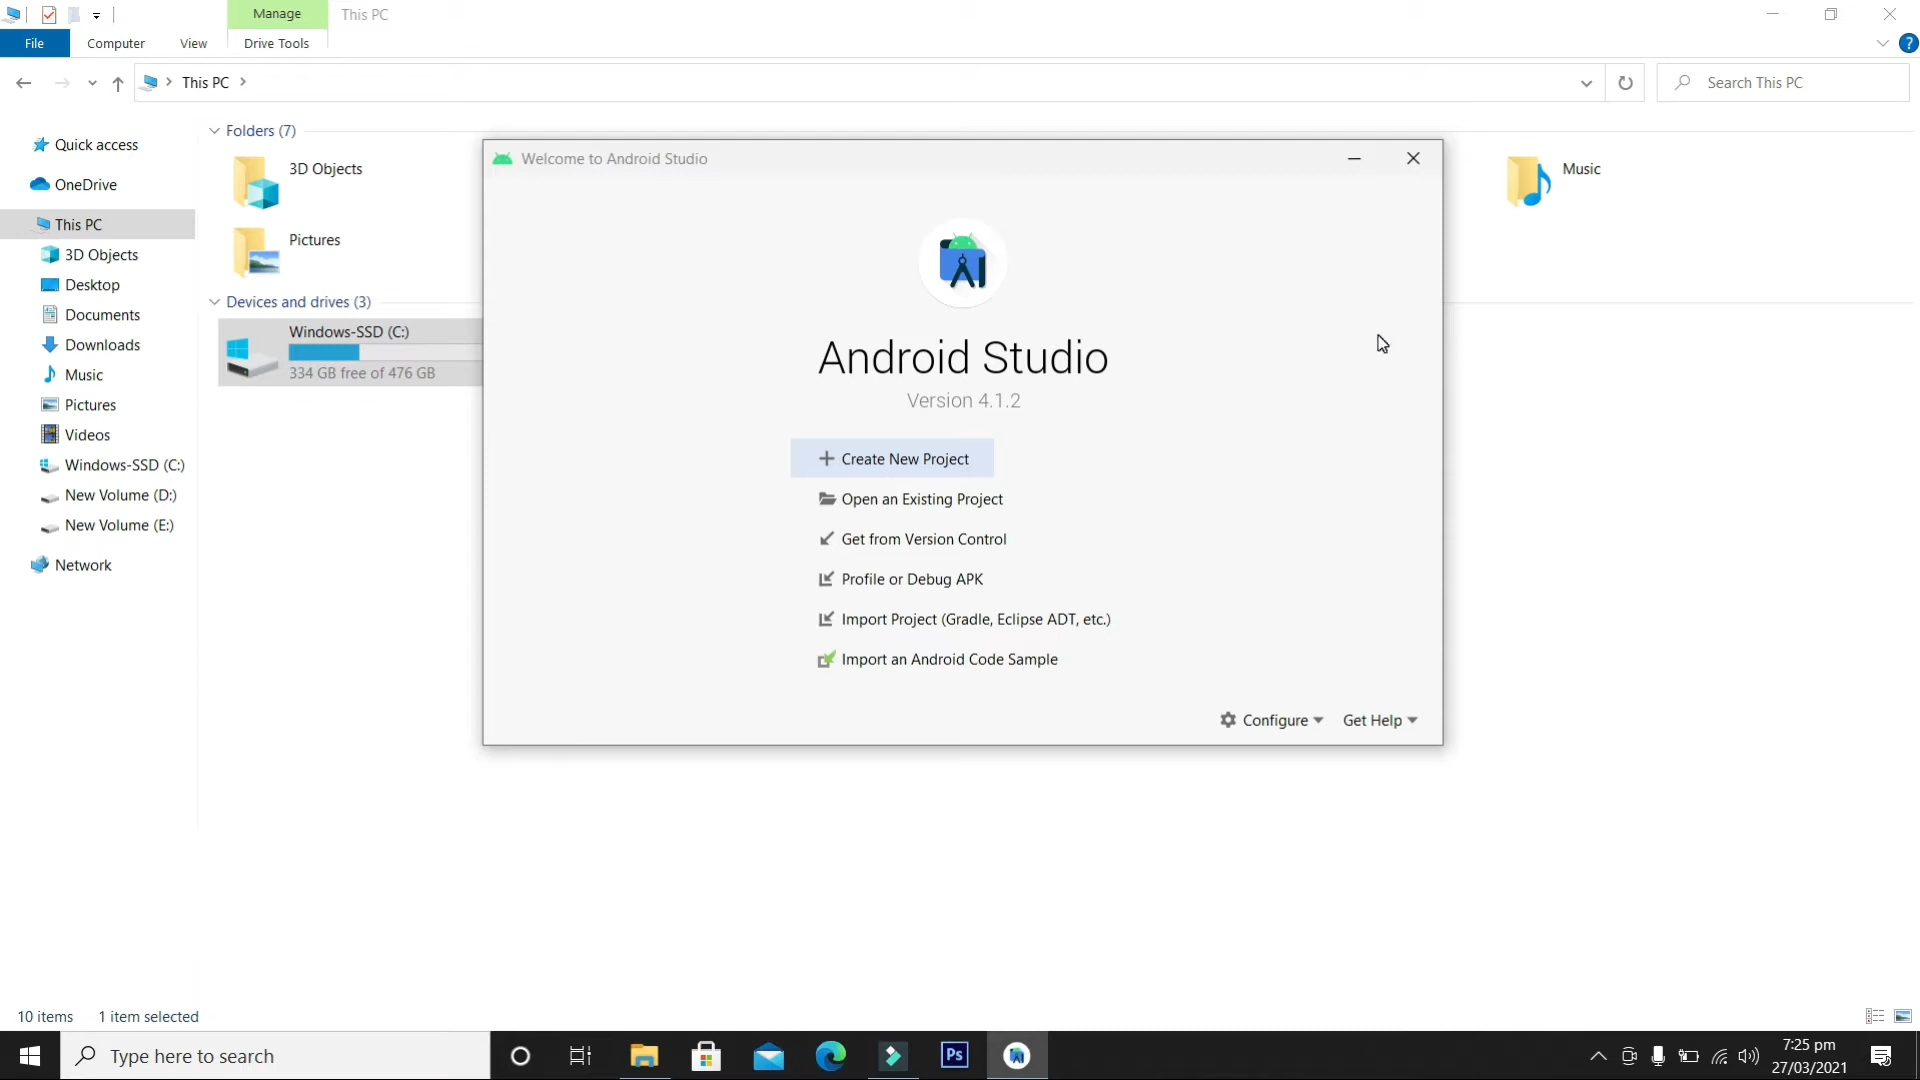 Manage
This PC
File
Computer
View
Drive Tools
?
This PC
Search This PC
Quick access
OneDrive
This PC
3D Objects
Desktop
Documents
Downloads
Music
Pictures
Videos
Windows-SSD (C:)
New Volume (D:)
New Volume (E:)
Network
Folders (7)
3D Objects
Music
Pictures
Devices and drives (3)
Windows-SSD (C:)
334 GB free of 476 GB
Welcome to Android Studio
Android Studio
Version 4.1.2
Create New Project
Open an Existing Project
Get from Version Control
Profile or Debug APK
Import Project (Gradle, Eclipse ADT, etc.)
Import an Android Code Sample
Configure
Get Help
10 items
1 item selected
Type here to search
Ps
7:25 pm
27/03/2021